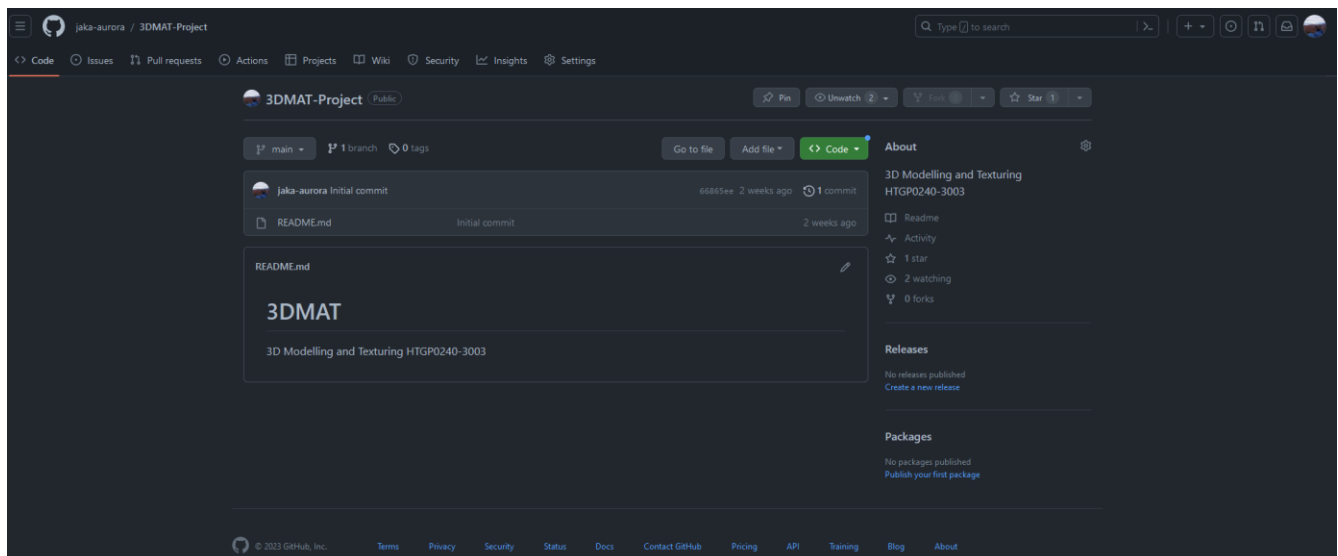 jaka-aurora / 3DMAT-Project
Type / to search
Code Issues Pull requests Actions Projects Wiki Security Insights Settings
3DMAT-Project Public
Pin Unwatch 2 Fork Star 1
main 1 branch 0 tags Go to file Add file Code
jaka-aurora Initial commit 66865ee 2 weeks ago 1 commit
README.md Initial commit 2 weeks ago
README.md
3DMAT
3D Modelling and Texturing HTGP0240-3003
About
3D Modelling and Texturing
HTGP0240-3003
Readme
Activity
1 star
2 watching
0 forks
Releases
No releases published
Create a new release
Packages
No packages published
Publish your first package
© 2023 GitHub, Inc. Terms Privacy Security Status Docs Contact GitHub Pricing API Training Blog About